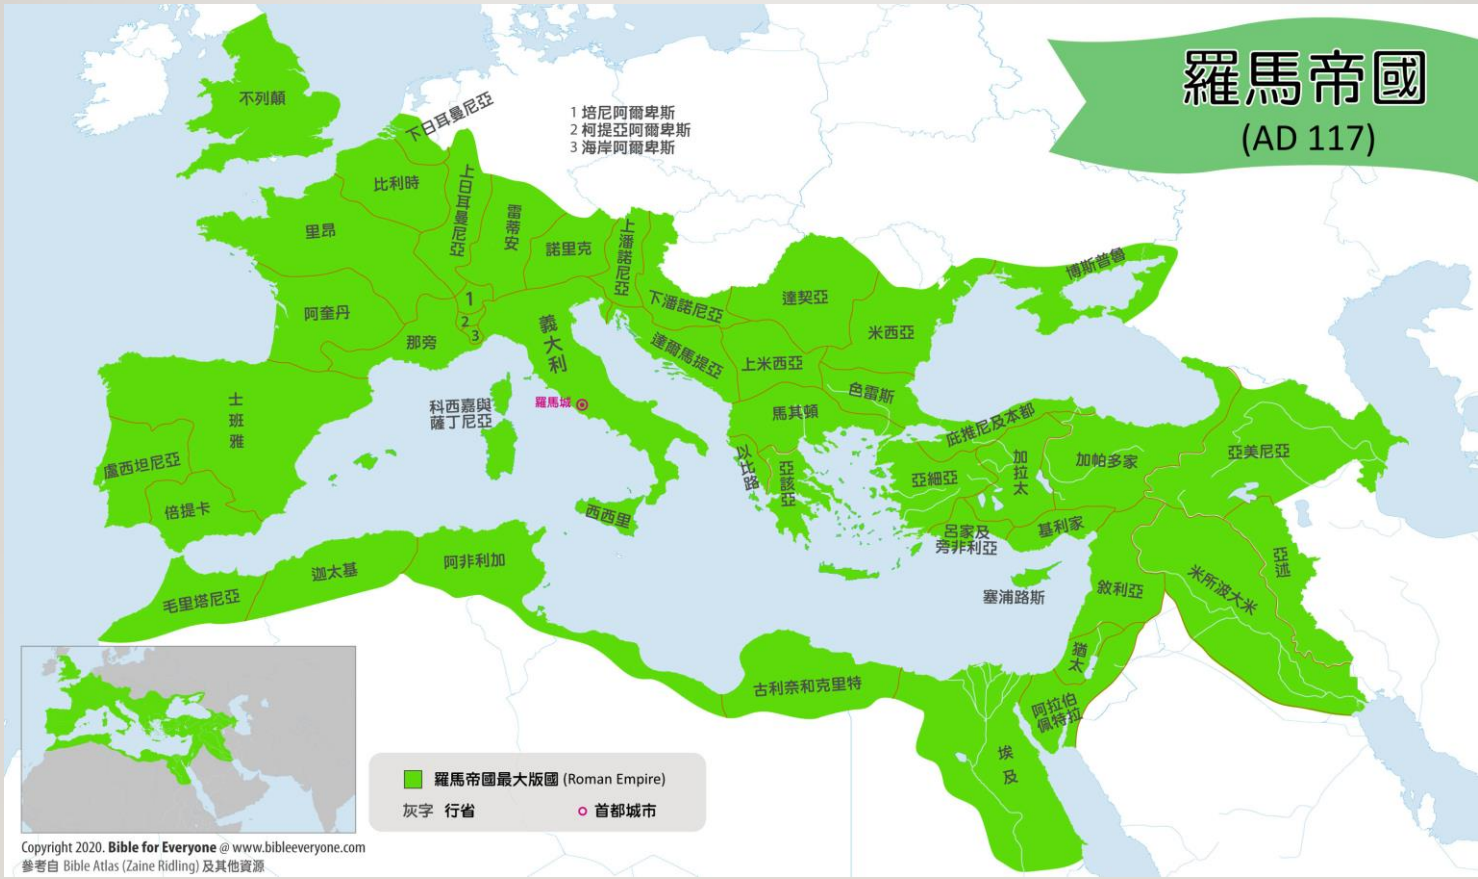 羅馬帝國
(AD 117)
1 培尼阿爾卑斯
2 柯提亞阿爾卑斯
3 海岸阿爾卑斯
不列顛
下日耳曼尼亞
比利時
上日耳曼尼亞
里昂
雷蒂安
諾里克
上潘諾尼亞
下潘諾尼亞
達契亞
博斯普魯
阿奎丹
那旁
1
2
3
義大利
達爾馬提亞
上米西亞
米西亞
色雷斯
士班雅
科西嘉與
薩丁尼亞
羅馬城
馬其頓
庇推尼及本都
加拉太
加帕多家
亞美尼亞
盧西坦尼亞
倍提卡
以比路
亞該亞
亞細亞
呂家及
旁非利亞
基利家
西西里
毛里塔尼亞
迦太基
阿非利加
塞浦路斯
敘利亞
米所波大米
亞述
猶太
古利奈和克里特
阿拉伯
佩特拉
埃及
羅馬帝國最大版國 (Roman Empire)
灰字 行省 首都城市
Copyright 2020. Bible for Everyone @ www.bibleeveryone.com
參考自 Bible Atlas (Zaine Ridling) 及其他資源